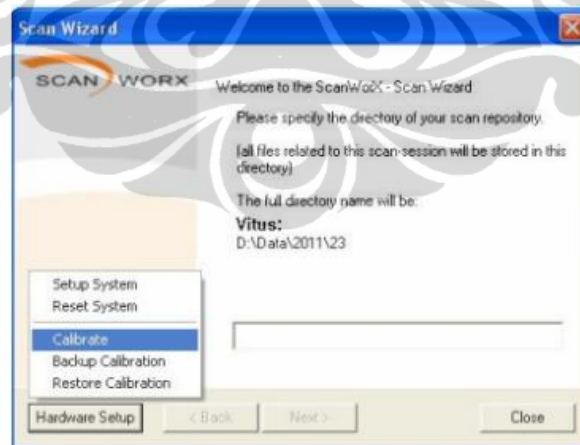 Scan Wizard
SCAN WORX
Welcome to the ScanWorX - Scan Wizard
Please specify the directory of your scan repository.
(all files related to this scan-session will be stored in this
directory)
The full directory name will be:
Vitus:
D:\Data\2011\23
Setup System
Reset System
Calibrate
Backup Calibration
Restore Calibration
Hardware Setup
< Back
Next >
Close